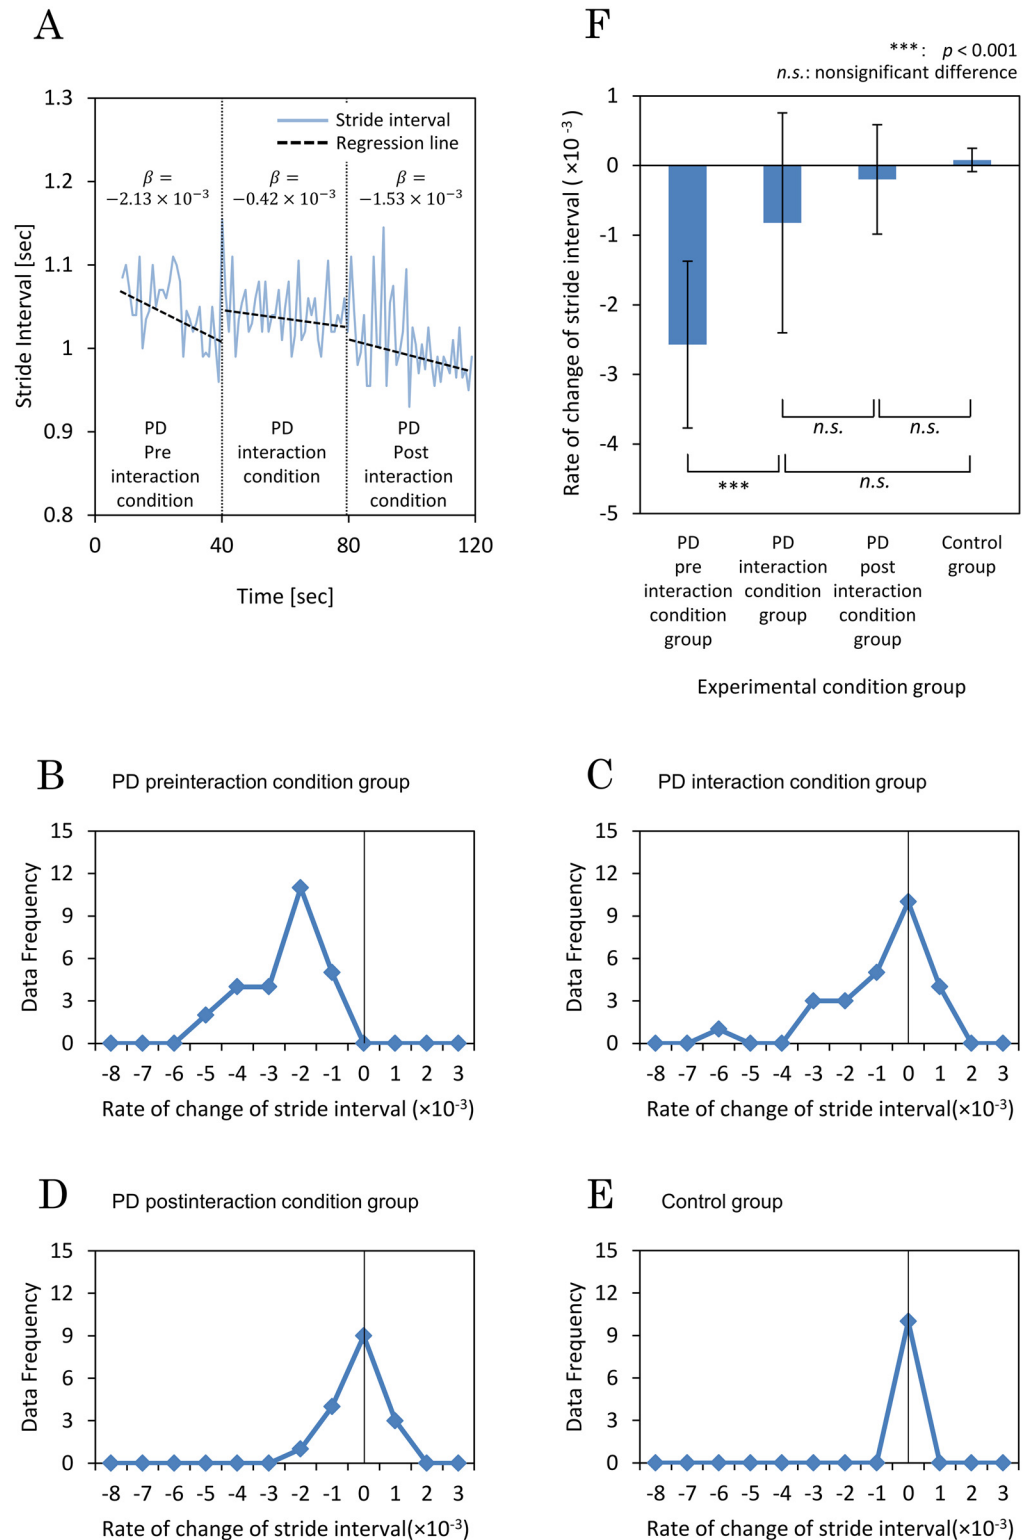 A
1.3
1.2
1.1
1
0.9
0.8
Stride Interval [sec]
Stride interval
Regression line
β =
−2.13 × 10⁻³
β =
−0.42 × 10⁻³
β =
−1.53 × 10⁻³
PD
Pre
interaction
condition
PD
interaction
condition
PD
Post
interaction
condition
0 40 80 120
Time [sec]
F
***: p < 0.001
n.s.: nonsignificant difference
Rate of change of stride interval ( ×10 ⁻³ )
1
0
-1
-2
-3
-4
-5
n.s.
n.s.
***
n.s.
PD
pre
interaction
condition
group
PD
interaction
condition
group
PD
post
interaction
condition
group
Control
group
Experimental condition group
B PD preinteraction condition group
Data Frequency
15
12
9
6
3
0
-8 -7 -6 -5 -4 -3 -2 -1 0 1 2 3
Rate of change of stride interval (×10⁻³)
C PD interaction condition group
Data Frequency
15
12
9
6
3
0
-8 -7 -6 -5 -4 -3 -2 -1 0 1 2 3
Rate of change of stride interval(×10⁻³)
D PD postinteraction condition group
Data Frequency
15
12
9
6
3
0
-8 -7 -6 -5 -4 -3 -2 -1 0 1 2 3
Rate of change of stride interval(×10⁻³)
E Control group
Data Frequency
15
12
9
6
3
0
-8 -7 -6 -5 -4 -3 -2 -1 0 1 2 3
Rate of change of stride interval(×10⁻³)